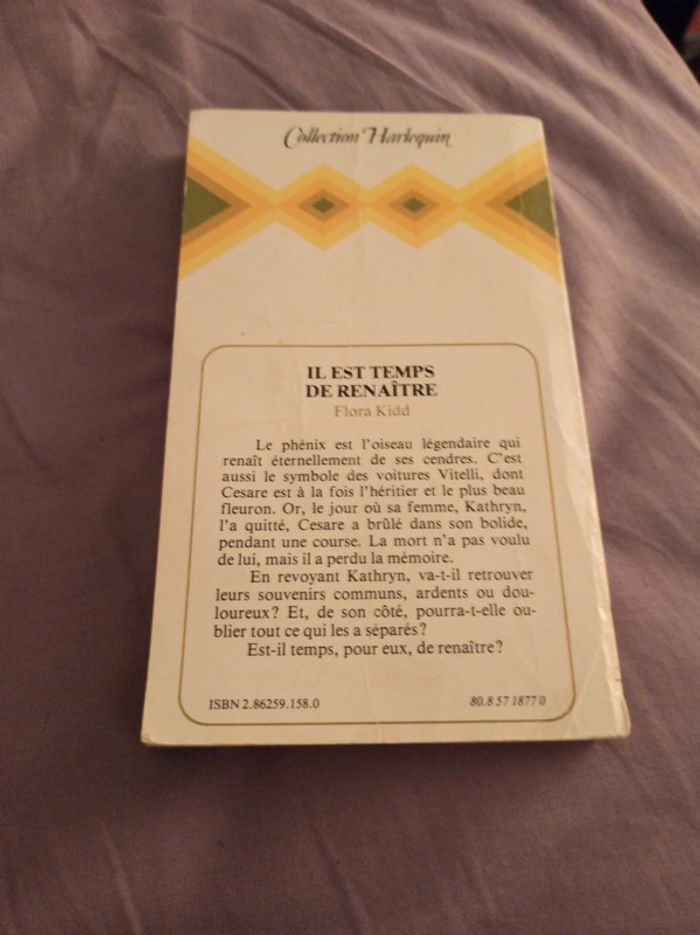 Collection Harlequin
IL EST TEMPS
DE RENAÎTRE
Flora Kidd
Le phénix est l'oiseau légendaire qui
renaît éternellement de ses cendres. C'est
aussi le symbole des voitures Vitelli, dont
Cesare est à la fois l'héritier et le plus beau
fleuron. Or, le jour où sa femme, Kathryn,
l'a quitté, Cesare a brûlé dans son bolide,
pendant une course. La mort n'a pas voulu
de lui, mais il a perdu la mémoire.
En revoyant Kathryn, va-t-il retrouver
leurs souvenirs communs, ardents ou dou-
loureux? Et, de son côté, pourra-t-elle ou-
blier tout ce qui les a séparés?
Est-il temps, pour eux, de renaître?
ISBN 2.86259.158.0
80.8 57 1877 0